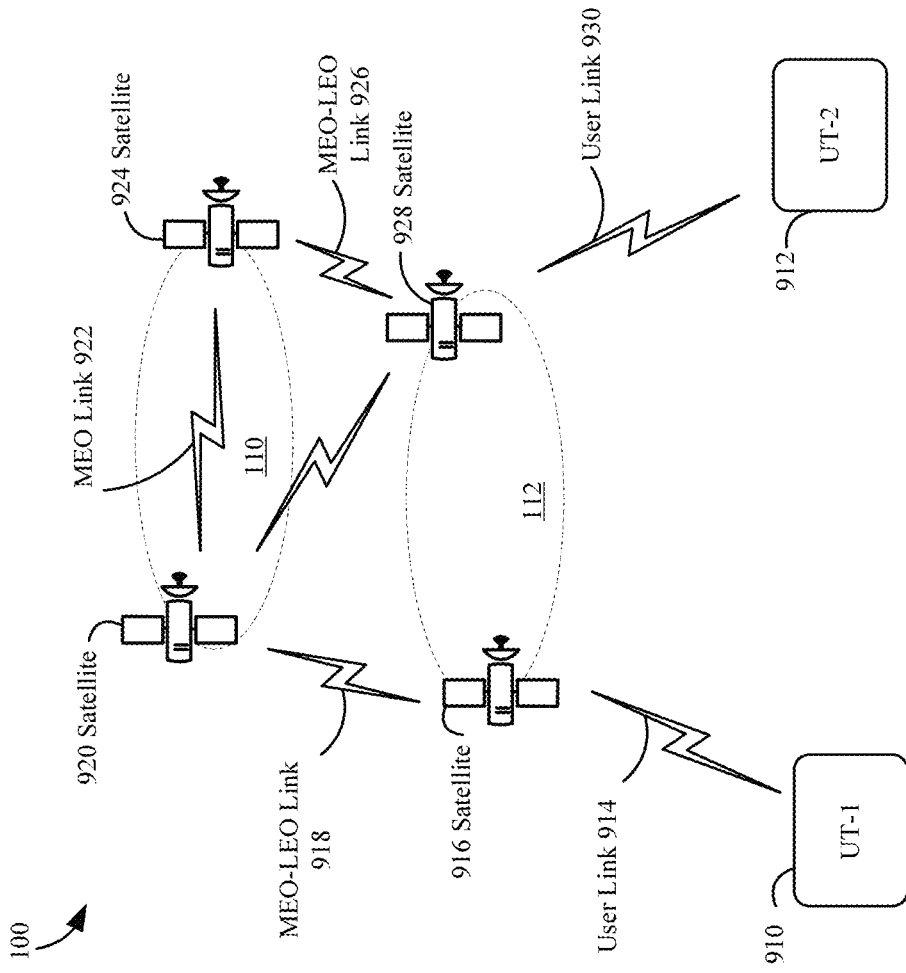 100
920 Satellite
MEO Link 922
924 Satellite
110
MEO-LEO Link
918
MEO-LEO
Link 926
928 Satellite
916 Satellite
112
User Link 914
User Link 930
910
UT-1
912
UT-2